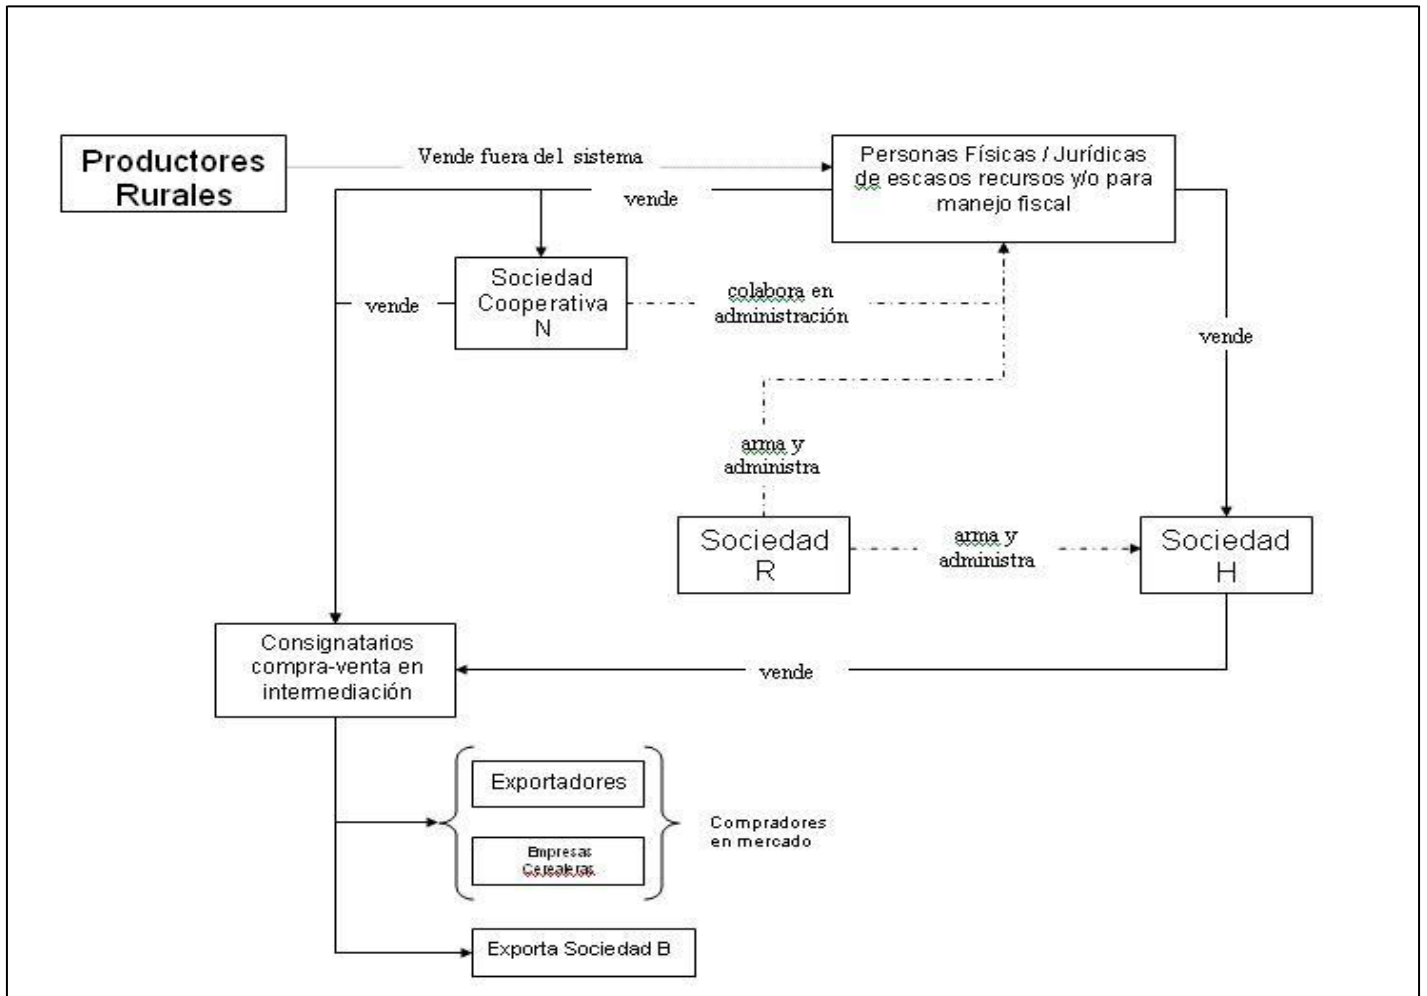 Productores
Rurales
Vende fuera del sistema
Personas Físicas / Jurídicas
de escasos recursos y/o para
manejo fiscal
vende
Sociedad
Cooperativa
N
vende
colabora en
administración
vende
arma y
administra
Sociedad
R
arma y
administra
Sociedad
H
Consignatarios
compra-venta en
intermediación
vende
Exportadores
Empresas
Cerealeras
Compradores
en mercado
Exporta Sociedad B